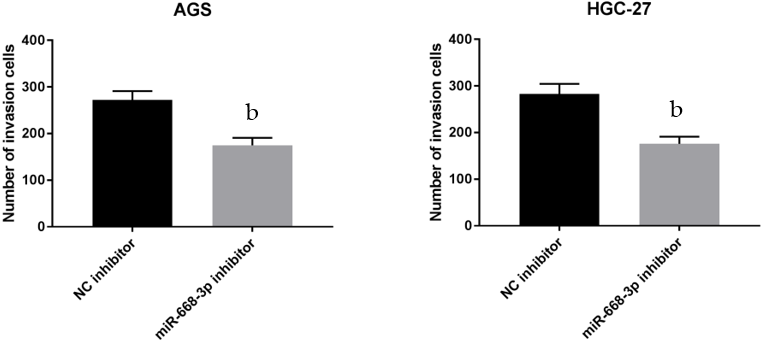 AGS
Number of invasion cells
400
300
200
100
0
b
NC inhibitor
miR-668-3p inhibitor
HGC-27
Number of invasion cells
400
300
200
100
0
b
NC inhibitor
miR-668-3p inhibitor